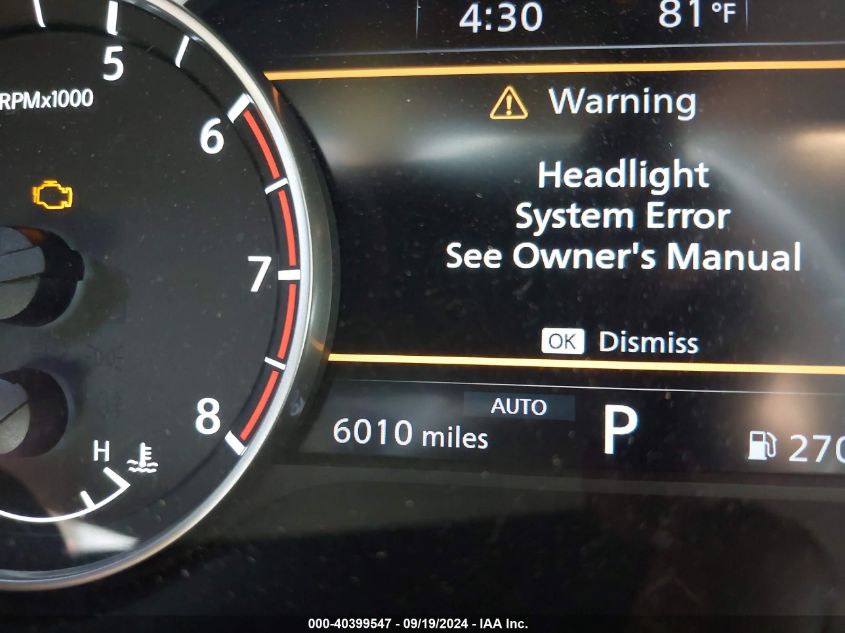 4:30 81°F
5
RPMx1000
6
7
8
H
Warning
Headlight
System Error
See Owner's Manual
OK Dismiss
AUTO
6010 miles P 270
000-40399547 - 09/19/2024 - IAA Inc.